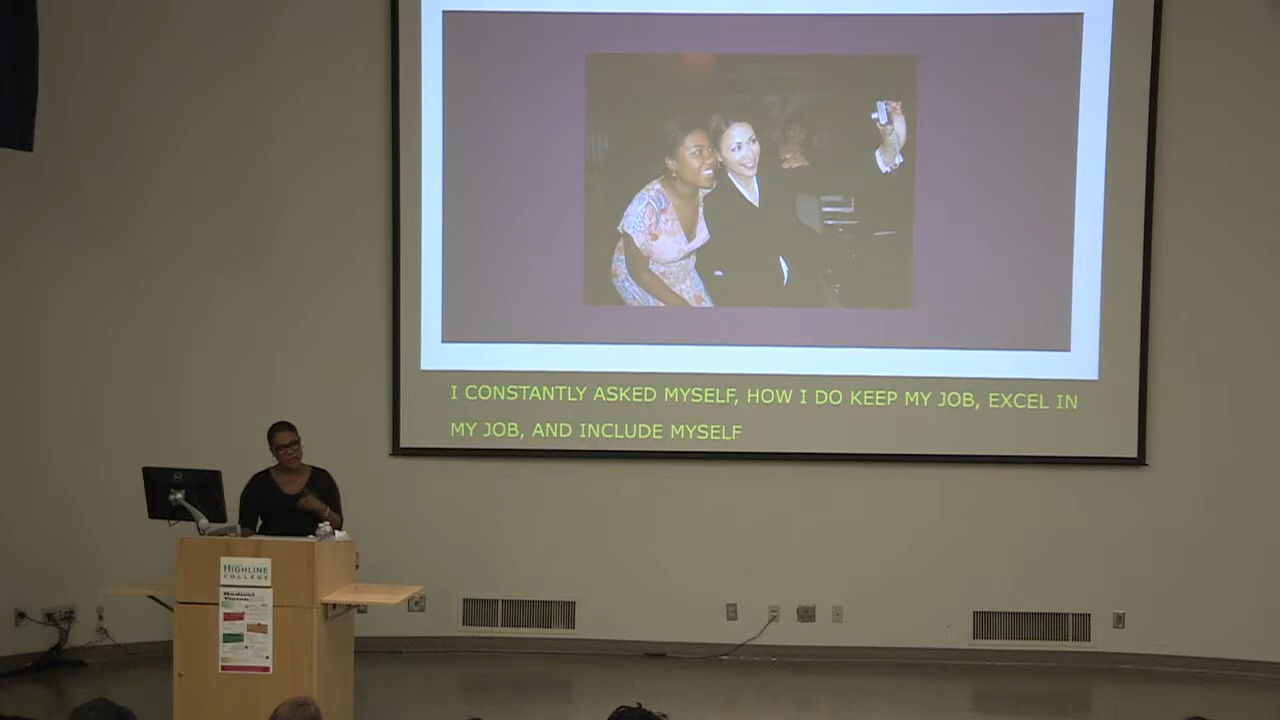 I CONSTANTLY ASKED MYSELF, HOW I DO KEEP MY JOB, EXCEL IN
MY JOB, AND INCLUDE MYSELF
HIGHLINE
COLLEGE